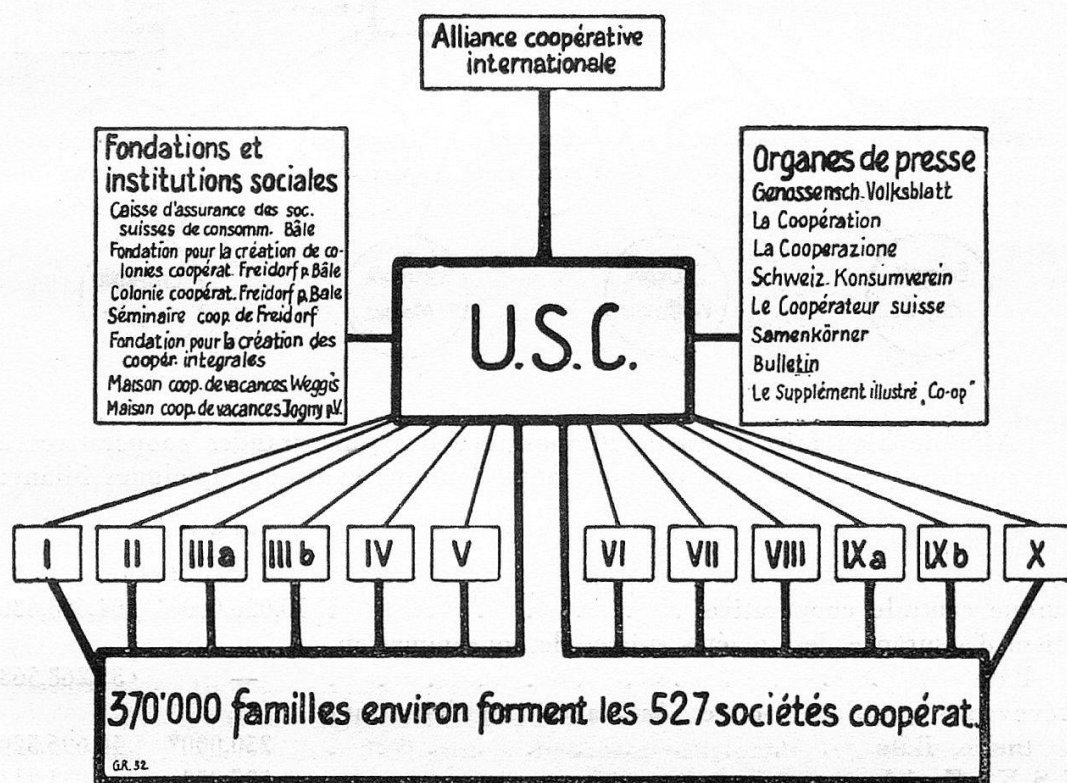 Alliance coopérative
internationale
Fondations et
institutions sociales
Caisse d'assurance des soc.
suisses de consomm. Bâle
Fondation pour la création de co-
lonies coopérat. Freidorf p. Bâle
Colonie coopérat. Freidorf p. Bale
Séminaire coop. de Freidorf
Fondation pour la création des
coopér. integrales
Maison coop. de vacances Weggis
Maison coop. de vacances Jogny p.V.
Organes de presse
Genossensch. Volksblatt
La Coopération
La Cooperazione
Schweiz. Konsumverein
Le Coopérateur suisse
Samenkörner
Bulletin
Le Supplément illustré „Co-op"
U.S.C.
I II IIIa IIIb IV V VI VII VIII IXa IXb X
370'000 familles environ forment les 527 sociétés coopérat.
G.R. 32